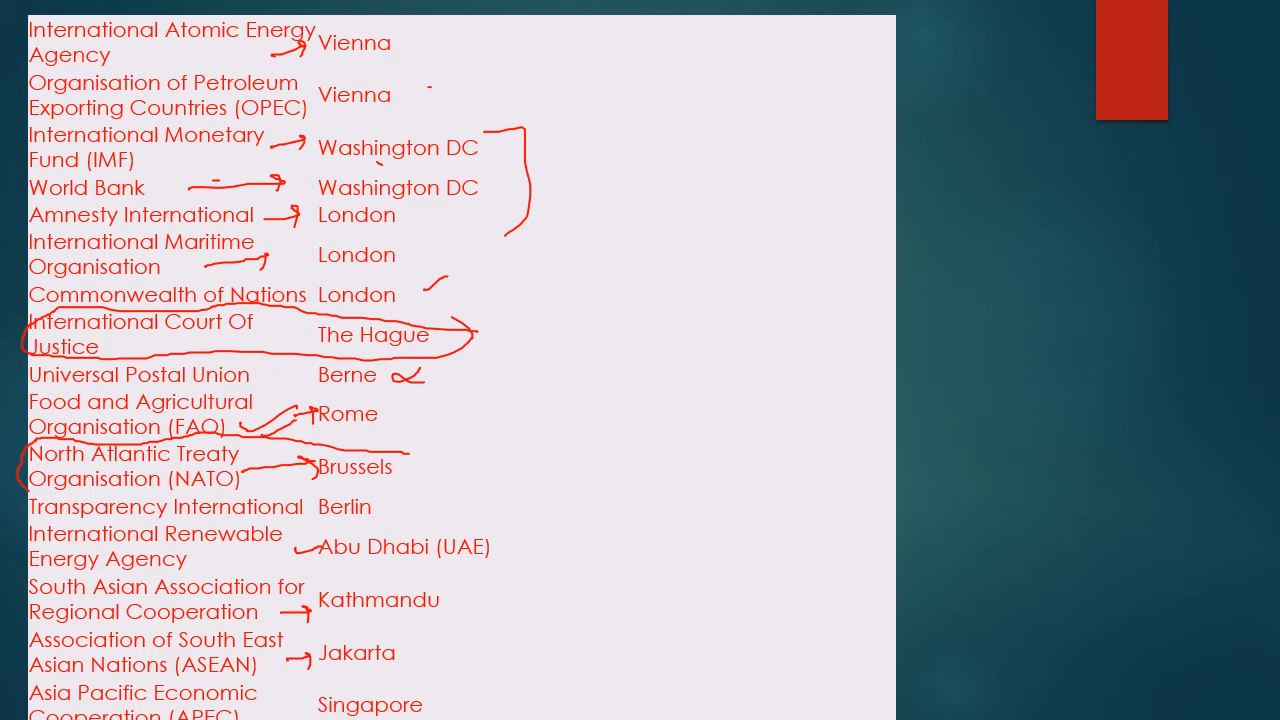 International Atomic Energy
Agency
Vienna
Organisation of Petroleum
Exporting Countries (OPEC)
Vienna
International Monetary
Fund (IMF)
Washington DC
World Bank
Washington DC
Amnesty International
London
International Maritime
Organisation
London
Commonwealth of Nations
London
International Court Of
Justice
The Hague
Universal Postal Union
Berne
Food and Agricultural
Organisation (FAO)
Rome
North Atlantic Treaty
Organisation (NATO)
Brussels
Transparency International
Berlin
International Renewable
Energy Agency
Abu Dhabi (UAE)
South Asian Association for
Regional Cooperation
Kathmandu
Association of South East
Asian Nations (ASEAN)
Jakarta
Asia Pacific Economic
Cooperation (APEC)
Singapore